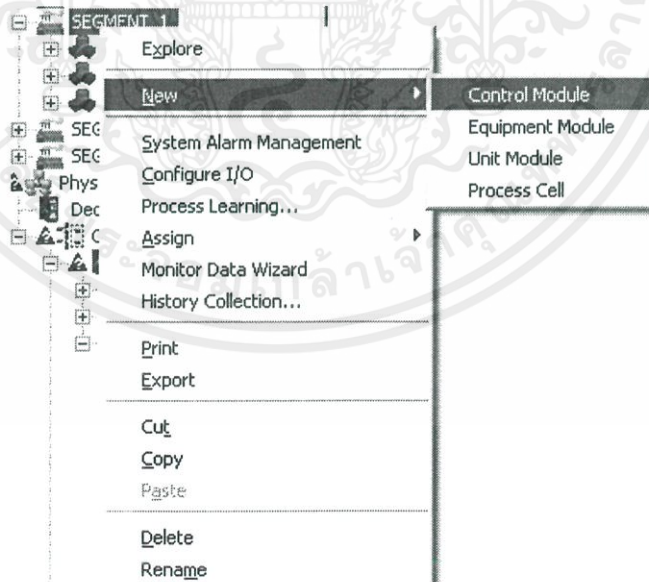 SEGMENT_1
Explore
New
Control Module
Equipment Module
Unit Module
Process Cell
SEG
System Alarm Management
SEG
Configure I/O
Phys
Process Learning...
Dec
Assign
Monitor Data Wizard
History Collection...
Print
Export
Cut
Copy
Paste
Delete
Rename